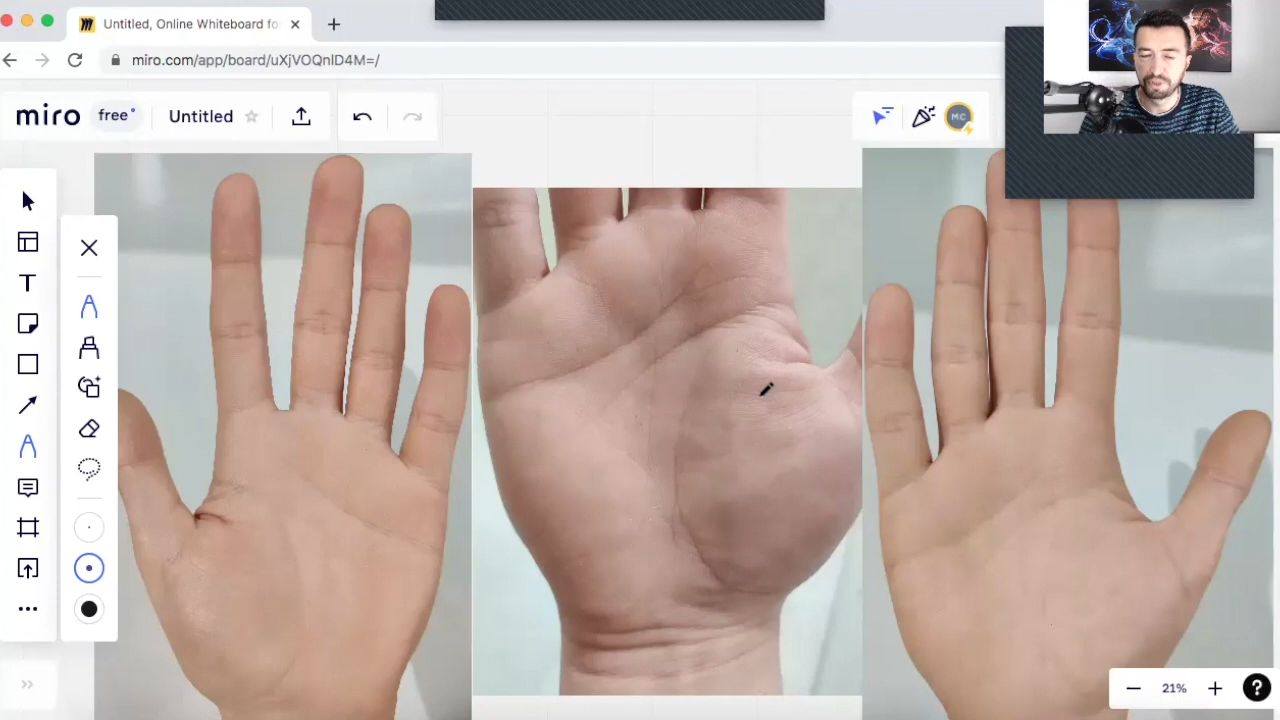 Untitled, Online Whiteboard fo
miro.com/app/board/uXjVOQnlD4M=/
miro free Untitled
MC
21%